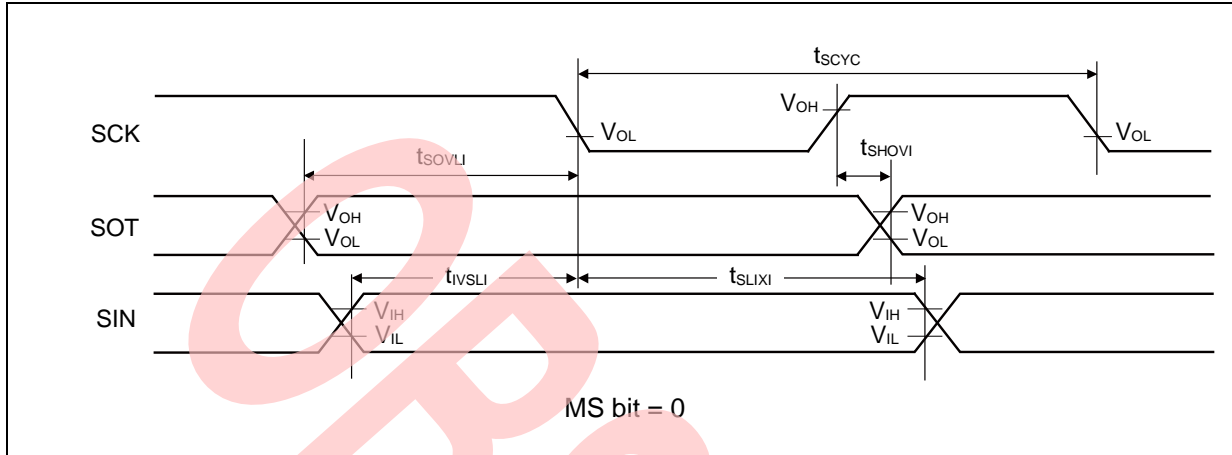 tSCYC
SCK
VOH
VOL
VOL
tSOVLI
tSHOVI
SOT
VOH
VOL
VOH
VOL
tIVSLI
tSLIXI
SIN
VIH
VIL
VIH
VIL
MS bit = 0